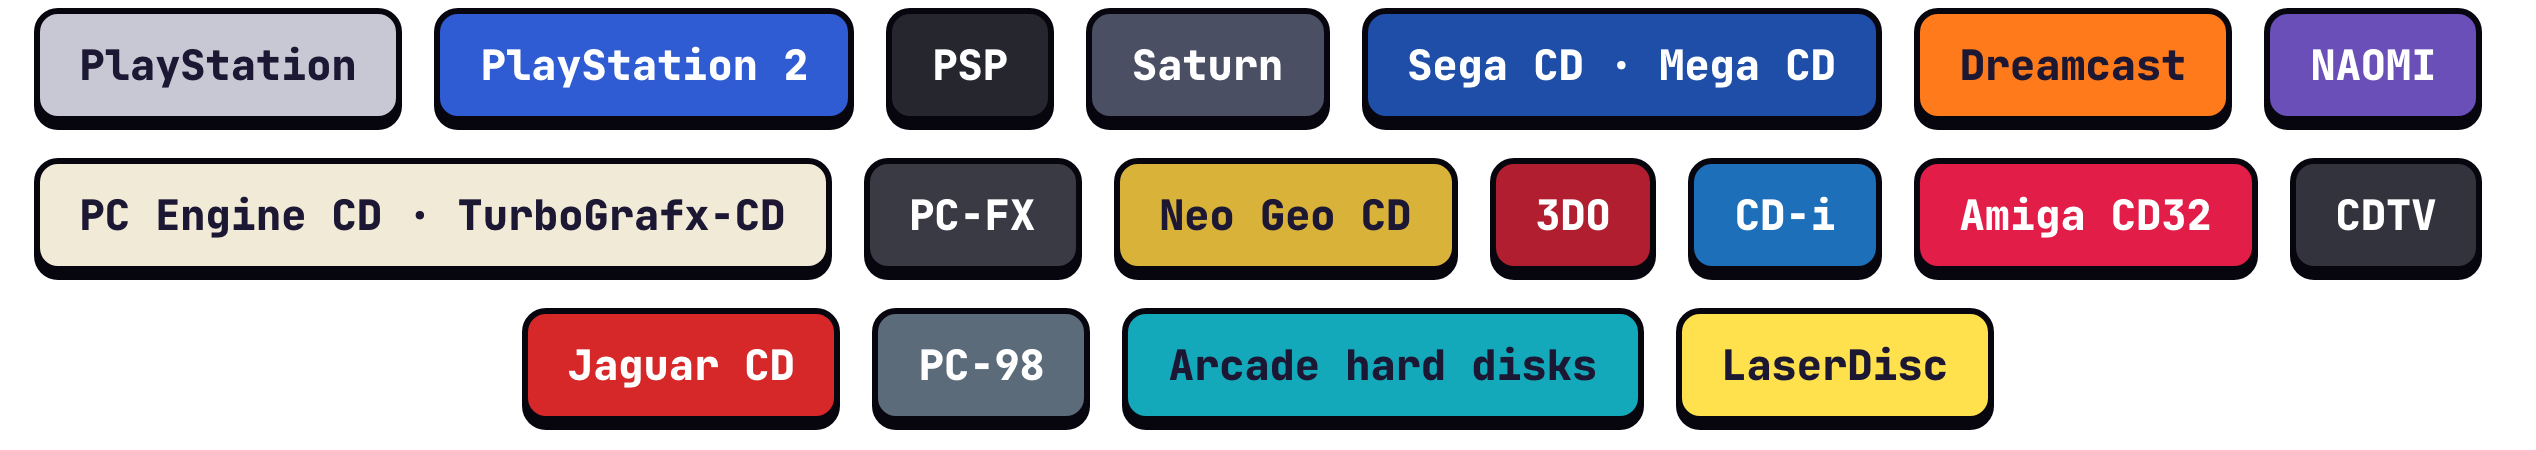 PlayStation PlayStation 2 PSP Saturn Sega CD · Mega CD Dreamcast NAOMI
PC Engine CD · TurboGrafx-CD PC-FX Neo Geo CD 3DO CD-i Amiga CD32 CDTV
Jaguar CD PC-98 Arcade hard disks LaserDisc